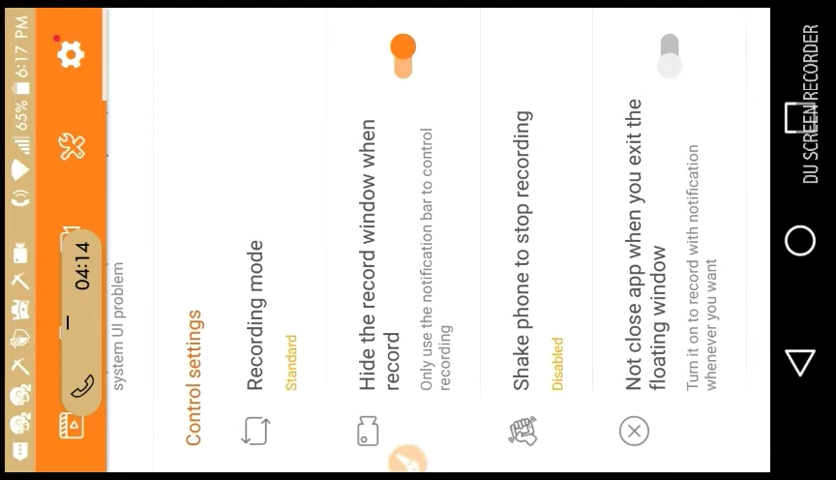 65% 6:17 PM
04:14
system UI problem
Control settings
Recording mode
Standard
Hide the record window when
record
Only use the notification bar to control
recording
Shake phone to stop recording
Disabled
Not close app when you exit the
floating window
Turn it on to record with notification
whenever you want
DU SCREEN RECORDER